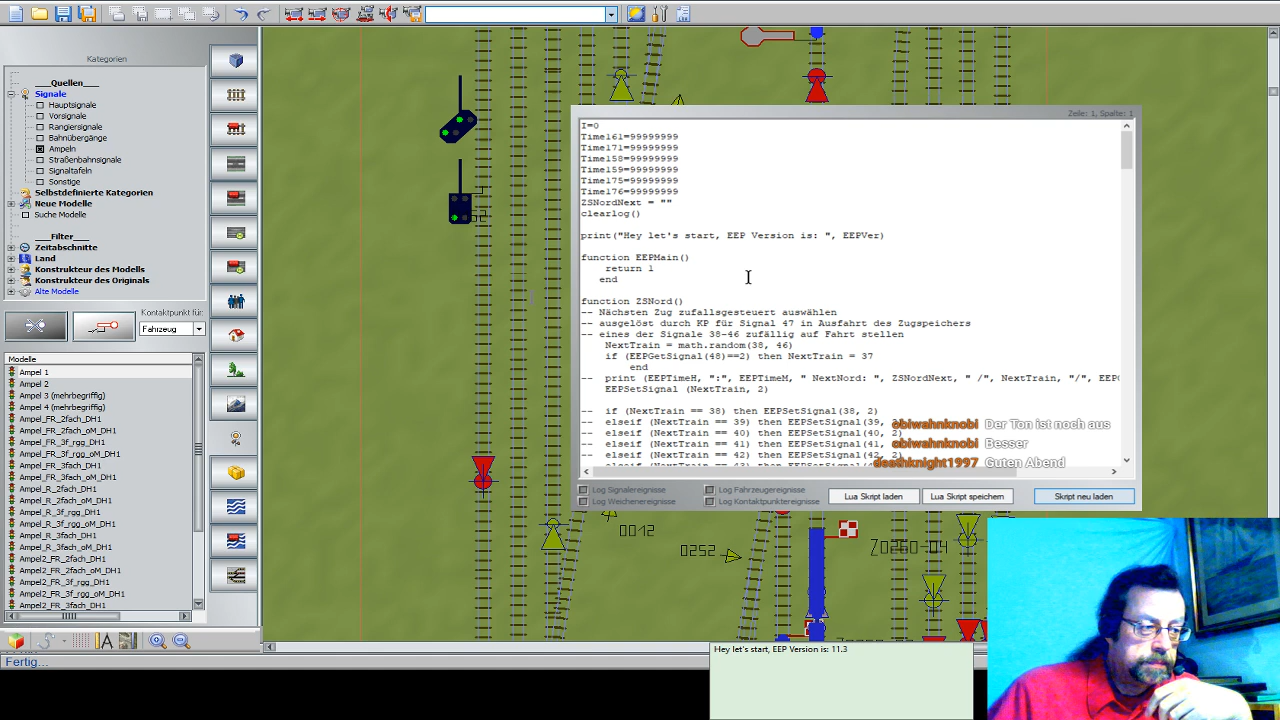 Kategorien
Quellen
Signale
Hauptsignale
Vorsignale
Rangiersignale
Bahnübergänge
Ampeln
Straßenbahnsignale
Signaltafeln
Sonstige
Selbstdefinierte Kategorien
Neue Modelle
Suche Modelle
Filter
Zeitabschnitte
Land
Konstrukteure des Modells
Konstrukteure des Originals
Alte Modelle
Kontaktpunkt für:
Fahrzeug
Modelle
Ampel 1
Ampel 2
Ampel 3 (mehrbegriffig)
Ampel 4 (mehrbegriffig)
Ampel_FR_2fach_DH1
Ampel_FR_2fach_oM_DH1
Ampel_FR_3f_rgg_DH1
Ampel_FR_3f_rgg_oM_DH1
Ampel_FR_3fach_DH1
Ampel_FR_3fach_oM_DH1
Ampel_R_2fach_DH1
Ampel_R_2fach_oM_DH1
Ampel_R_3f_rgg_DH1
Ampel_R_3f_rgg_oM_DH1
Ampel_R_3fach_DH1
Ampel_R_3fach_oM_DH1
Ampel2_FR_2fach_DH1
Ampel2_FR_2fach_oM_DH1
Ampel2_FR_3f_rgg_DH1
Ampel2_FR_3f_rgg_oM_DH1
Ampel2_FR_3fach_DH1
Fertig...
Zeile: 1, Spalte: 1
I=0
Time161=99999999
Time171=99999999
Time158=99999999
Time159=99999999
Time175=99999999
Time176=99999999
ZSNordNext = ""
clearlog()
print("Hey let's start, EEP Version is: ", EEPVer)
function EEPMain()
return 1
end
function ZSNord()
-- Nächsten Zug zufallsgesteuert auswählen
-- ausgelöst durch KP für Signal 47 in Ausfahrt des Zugspeichers
-- eines der Signale 38-46 zufällig auf Fahrt stellen
NextTrain = math.random(38, 46)
if (EEPGetSignal(48)==2) then NextTrain = 37
end
-- print (EEPTimeH, ":", EEPTimeM, " NextNord: ", ZSNordNext, " /", NextTrain, "/",
EEPSetSignal (NextTrain, 2)
-- if (NextTrain == 38) then EEPSetSignal(38, 2)
-- elseif (NextTrain == 39) then EEPSetSignal(39,
-- elseif (NextTrain == 40) then EEPSetSignal(40, 2)
-- elseif (NextTrain == 41) then EEPSetSignal(41,
-- elseif (NextTrain == 42) then EEPSetSignal(42,
obiwahnknobi Der Ton ist noch aus
obiwahnknobi Besser
deathknight1997 Guten Abend
Log Signalereignisse
Log Fahrzeugereignisse
Log Weichenereignisse
Log Kontaktpunktereignisse
Lua Skript laden
Lua Skript speichern
Skript neu laden
0012
0252
Z0260-04
Hey let's start, EEP Version is: 11.3